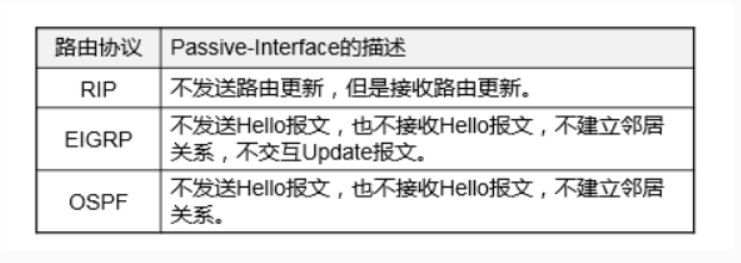 路由协议 Passive-Interface的描述
RIP 不发送路由更新，但是接收路由更新。
EIGRP 不发送Hello报文，也不接收Hello报文，不建立邻居
关系，不交互Update报文。
OSPF 不发送Hello报文，也不接收Hello报文，不建立邻居
关系。